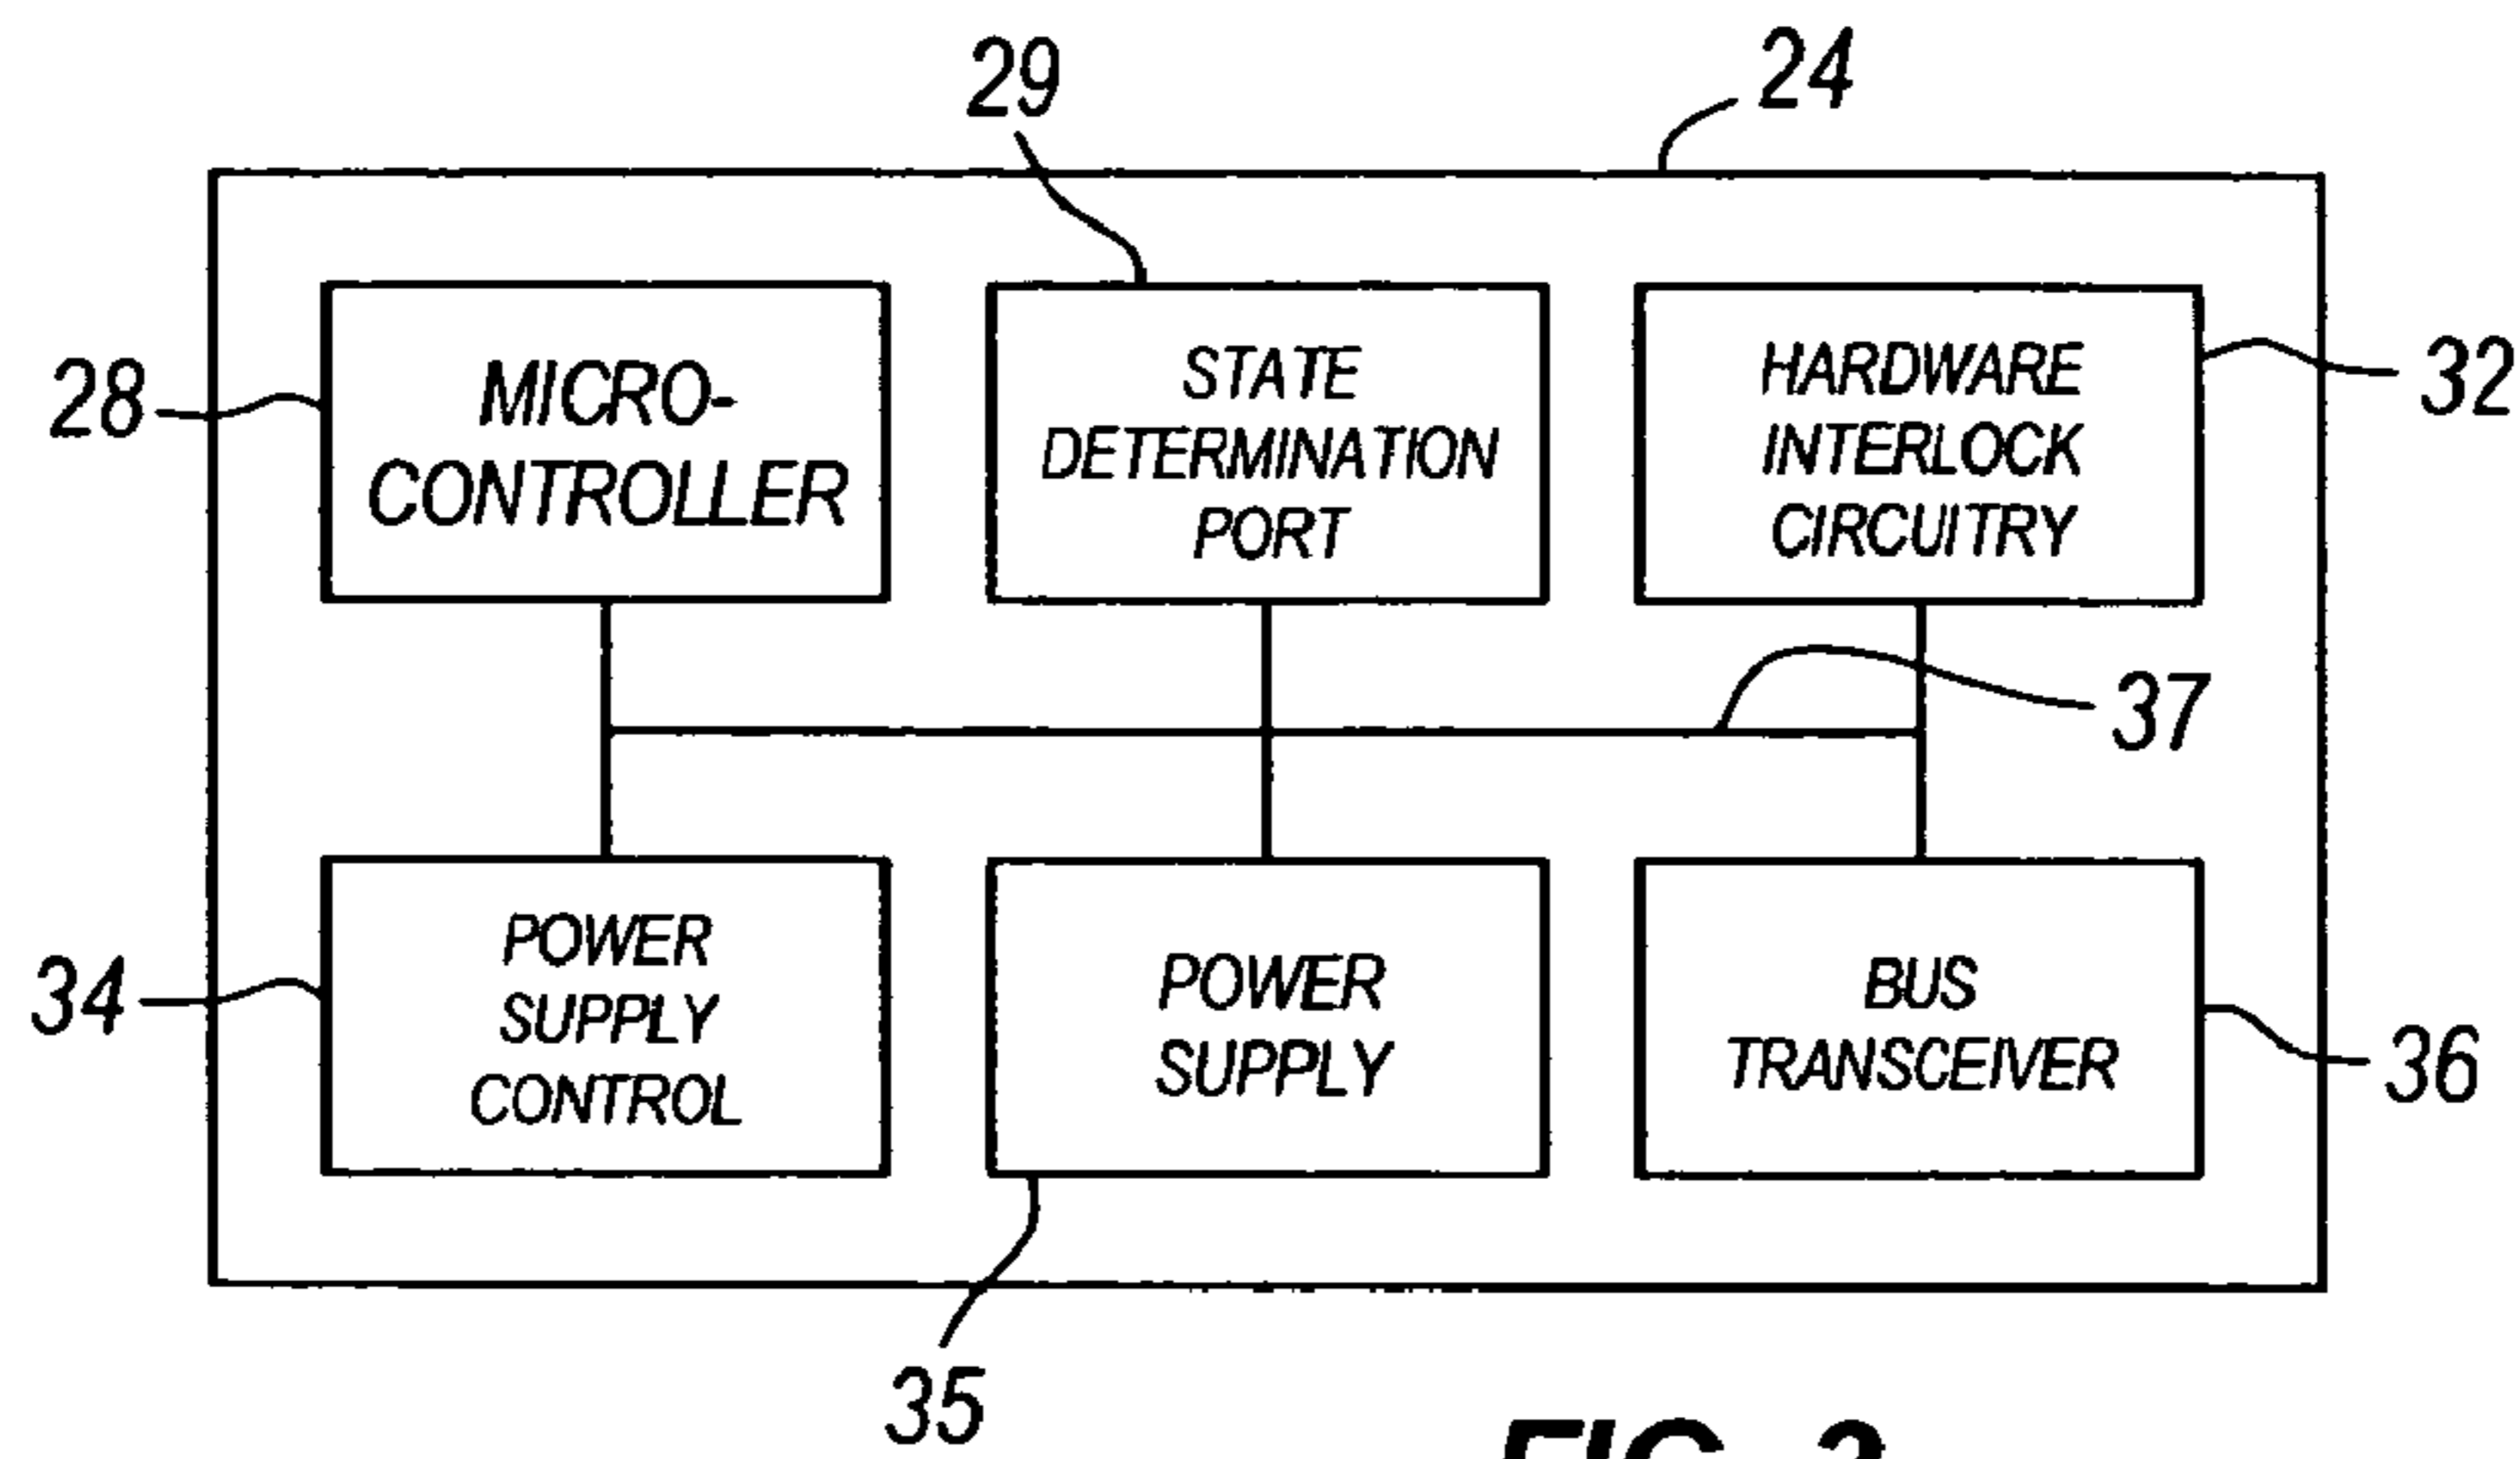 29
24
28
MICRO-
CONTROLLER
STATE
DETERMINATION
PORT
HARDWARE
INTERLOCK
CIRCUITRY
32
37
34
POWER
SUPPLY
CONTROL
POWER
SUPPLY
BUS
TRANSCEIVER
36
35